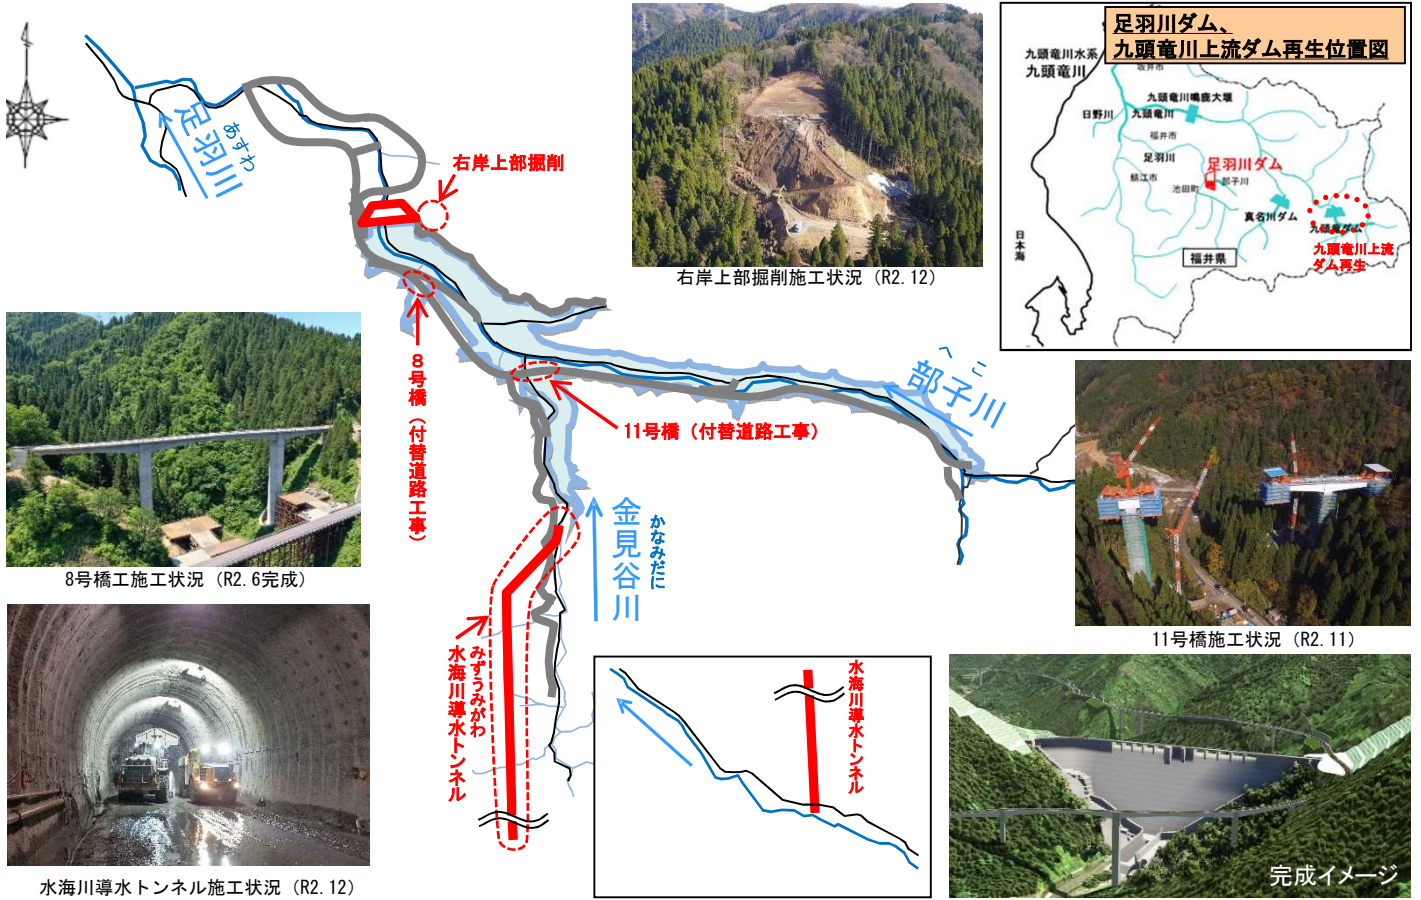 足羽川ダム、
九頭竜川上流ダム再生位置図
九頭竜川水系
九頭竜川
坂井市
九頭竜川鳴鹿大堰
日野川
九頭竜川
福井市
足羽川
足羽川ダム
鯖江市
池田町
部子川
真名川ダム
九頭竜ダム
九頭竜川上流
ダム再生
福井県
日本海
あすわ
足羽川
右岸上部掘削
右岸上部掘削施工状況（R2.12）
8号橋（付替道路工事）
11号橋（付替道路工事）
へこ
部子川
8号橋工施工状況（R2.6完成）
かなみだに
金見谷川
11号橋施工状況（R2.11）
みずうみがわ
水海川導水トンネル
水海川導水トンネル
水海川導水トンネル施工状況（R2.12）
完成イメージ